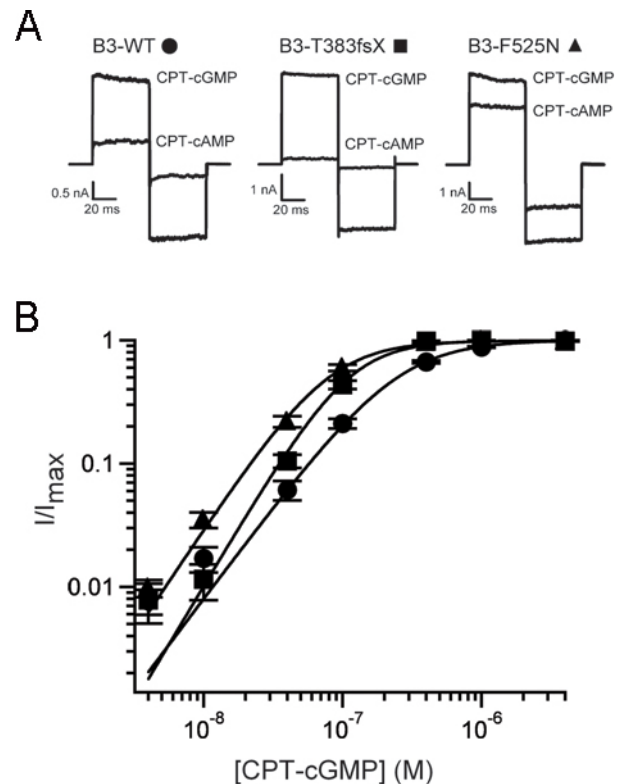 A
B3-WT ● B3-T383fsX ■ B3-F525N ▲
CPT-cGMP CPT-cGMP CPT-cGMP
CPT-cAMP CPT-cAMP CPT-cAMP
0.5 nA 1 nA 1 nA
20 ms 20 ms 20 ms
B
1
0.1
0.01
I/Imax
10⁻⁸ 10⁻⁷ 10⁻⁶
[CPT-cGMP] (M)